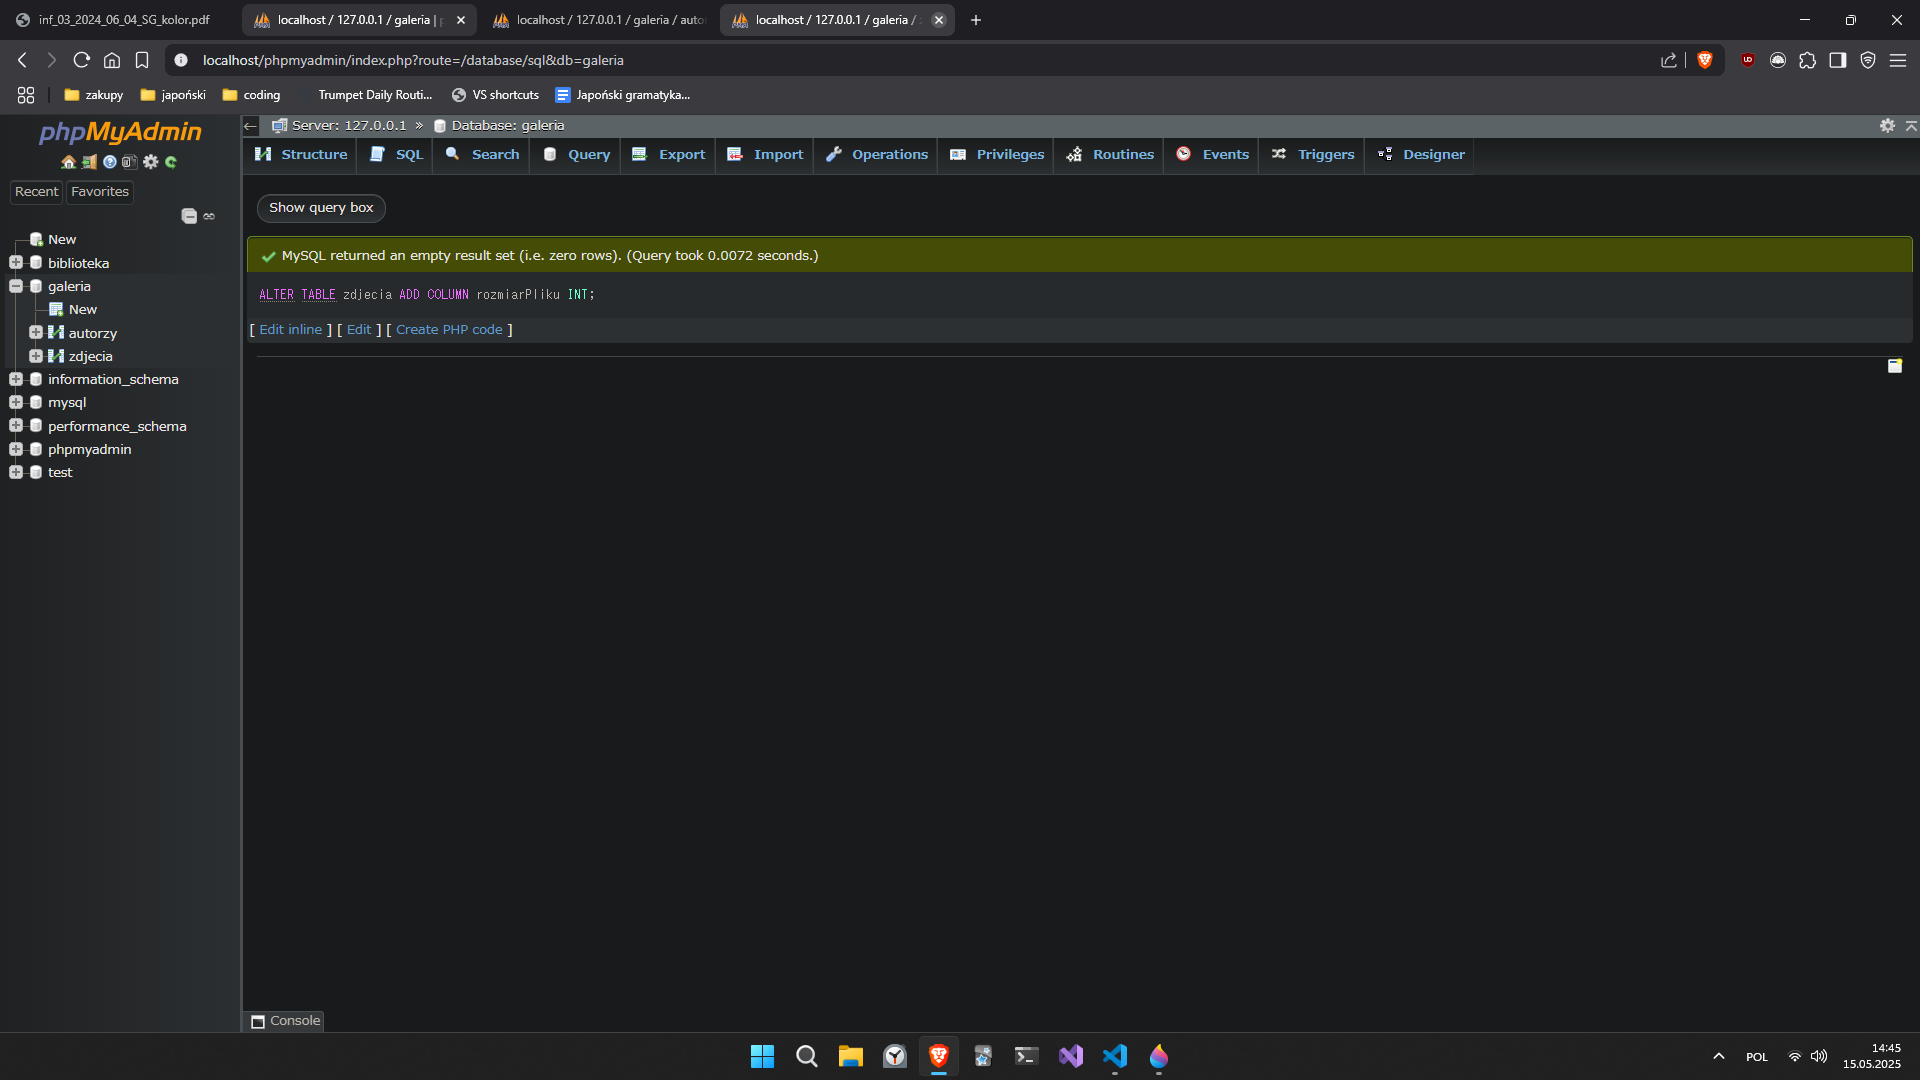 inf_03_2024_06_04_SG_kolor.pdf
localhost / 127.0.0.1 / galeria |
localhost / 127.0.0.1 / galeria / auto
localhost / 127.0.0.1 / galeria /
localhost/phpmyadmin/index.php?route=/database/sql&db=galeria
zakupy
japoński
coding
Trumpet Daily Routi...
VS shortcuts
Japoński gramatyka...
phpMyAdmin
Recent
Favorites
New
biblioteka
galeria
New
autorzy
zdjecia
information_schema
mysql
performance_schema
phpmyadmin
test
Server: 127.0.0.1 » Database: galeria
Structure
SQL
Search
Query
Export
Import
Operations
Privileges
Routines
Events
Triggers
Designer
Show query box
MySQL returned an empty result set (i.e. zero rows). (Query took 0.0072 seconds.)
ALTER TABLE zdjecia ADD COLUMN rozmiarPliku INT;
[ Edit inline ] [ Edit ] [ Create PHP code ]
Console
POL
14:45
15.05.2025